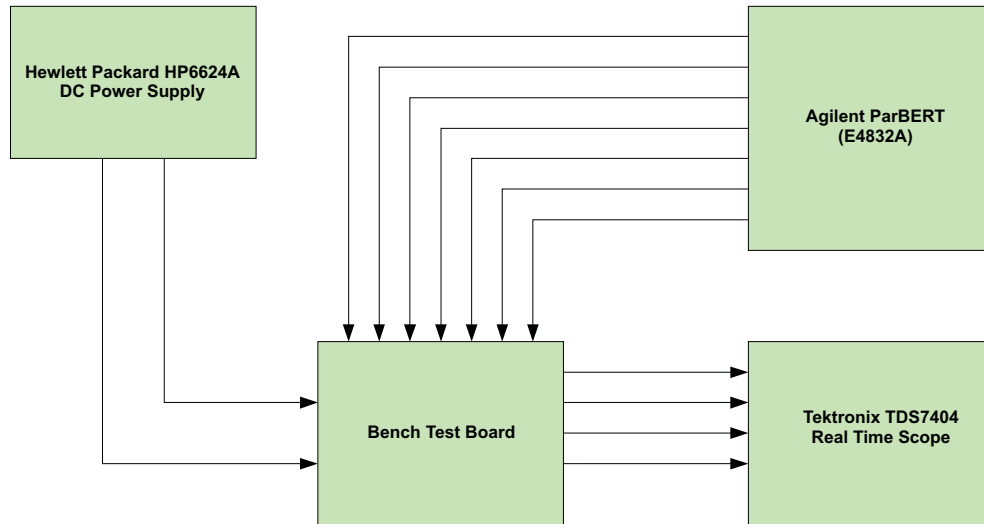 Hewlett Packard HP6624A
DC Power Supply
Agilent ParBERT
(E4832A)
Bench Test Board
Tektronix TDS7404
Real Time Scope